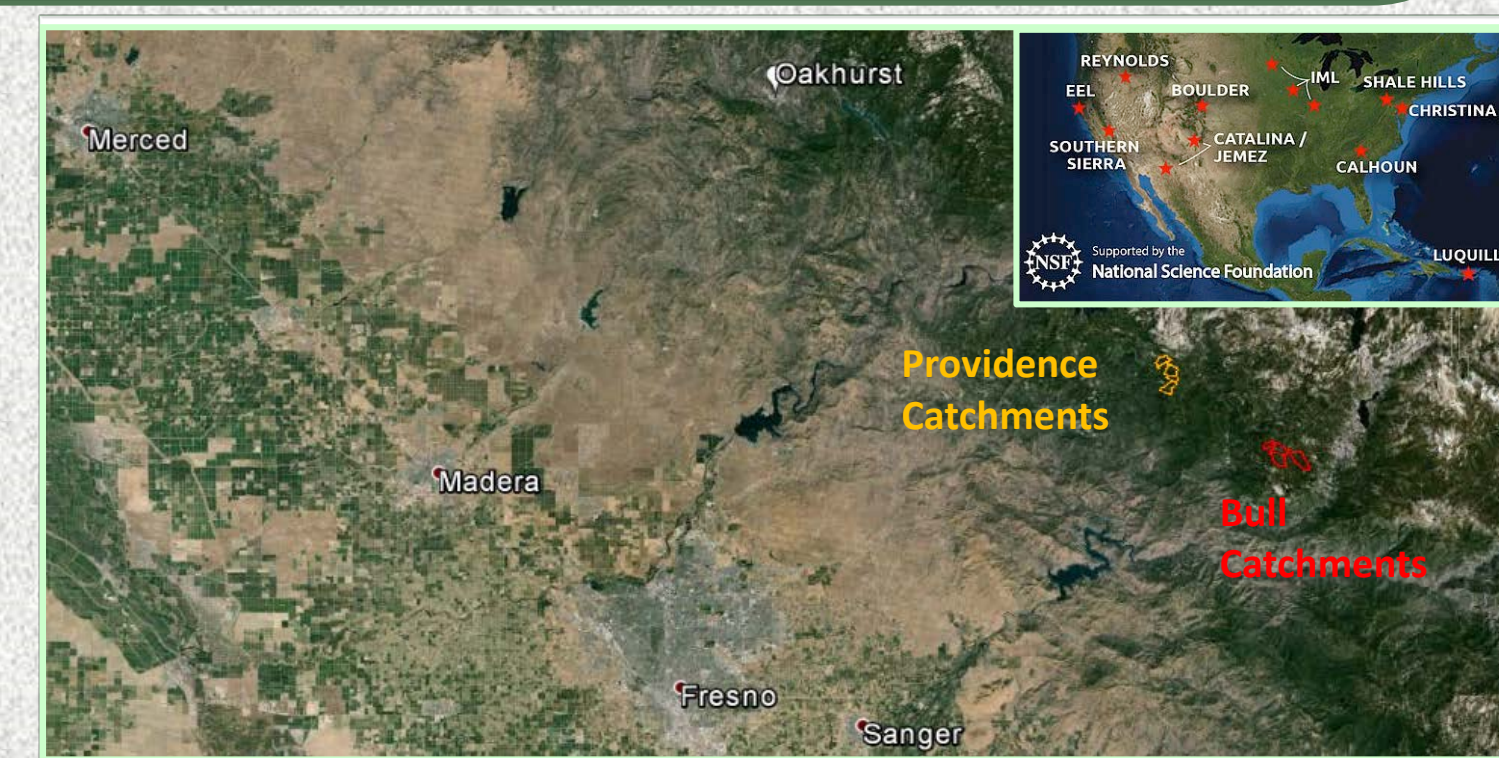 Oakhurst
Merced
Madera
Fresno
Sanger
Providence
Catchments
Bull
Catchments
REYNOLDS
EEL
BOULDER
IML
SHALE HILLS
CHRISTINA
SOUTHERN
SIERRA
CATALINA /
JEMEZ
CALHOUN
LUQUILL
NSF
Supported by the
National Science Foundation